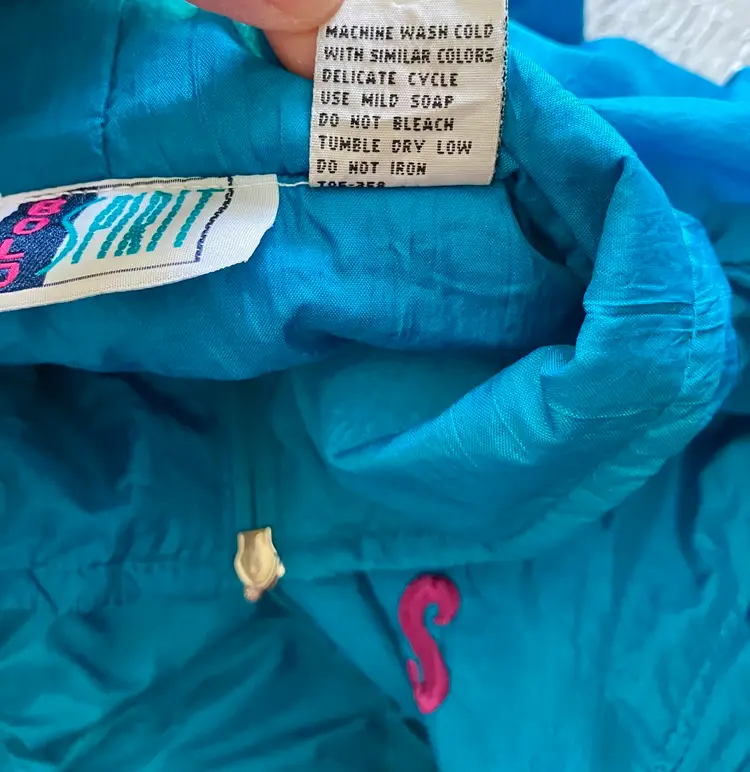 MACHINE WASH COLD
WITH SIMILAR COLORS
DELICATE CYCLE
USE MILD SOAP
DO NOT BLEACH
TUMBLE DRY LOW
DO NOT IRON
BOLD
SPIRIT
S